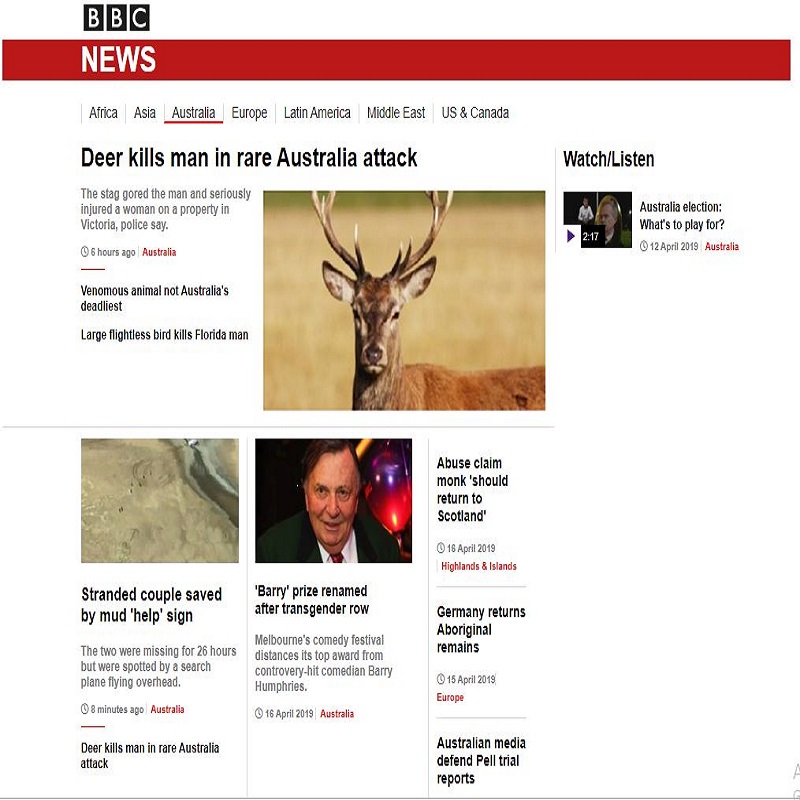 BBC
NEWS
Africa Asia Australia Europe Latin America Middle East US & Canada
Deer kills man in rare Australia attack
The stag gored the man and seriously
injured a woman on a property in
Victoria, police say.
6 hours ago Australia
Venomous animal not Australia's
deadliest
Large flightless bird kills Florida man
Watch/Listen
2:17
Australia election:
What's to play for?
12 April 2019 Australia
Stranded couple saved
by mud 'help' sign
The two were missing for 26 hours
but were spotted by a search
plane flying overhead.
8 minutes ago Australia
Deer kills man in rare Australia
attack
'Barry' prize renamed
after transgender row
Melbourne's comedy festival
distances its top award from
controversy-hit comedian Barry
Humphries.
16 April 2019 Australia
Abuse claim
monk 'should
return to
Scotland'
16 April 2019
Highlands & Islands
Germany returns
Aboriginal
remains
15 April 2019
Europe
Australian media
defend Pell trial
reports